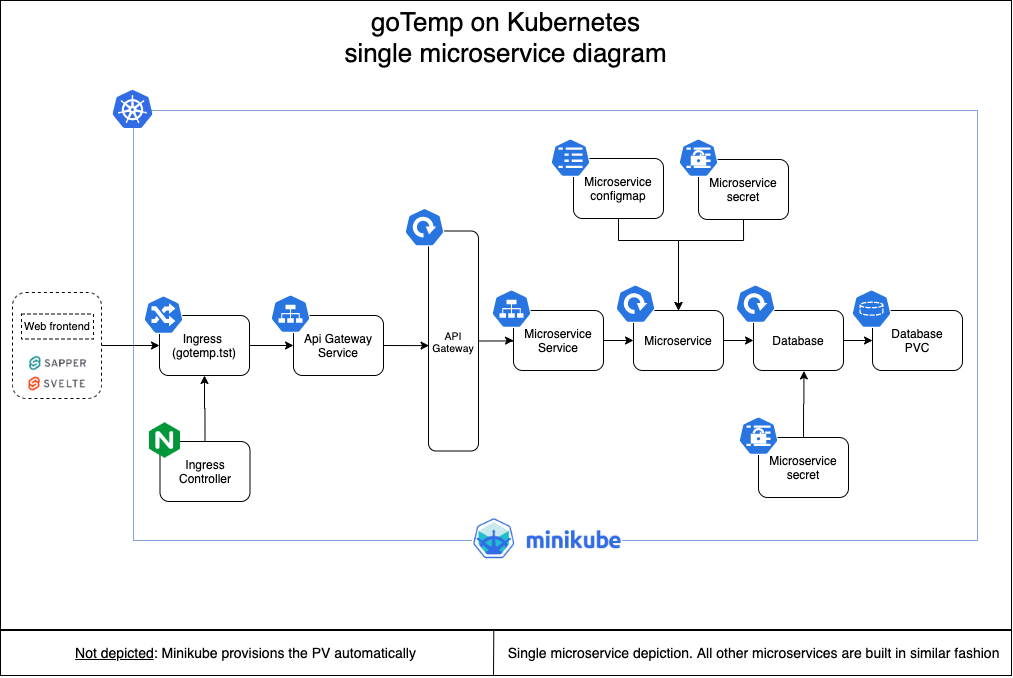 goTemp on Kubernetes
single microservice diagram
Microservice
configmap
Microservice
secret
Web frontend
SAPPER
SVELTE
Ingress
(gotemp.tst)
Api Gateway
Service
API
Gateway
Microservice
Service
Microservice
Database
Database
PVC
N
Ingress
Controller
Microservice
secret
minikube
Not depicted: Minikube provisions the PV automatically
Single microservice depiction. All other microservices are built in similar fashion